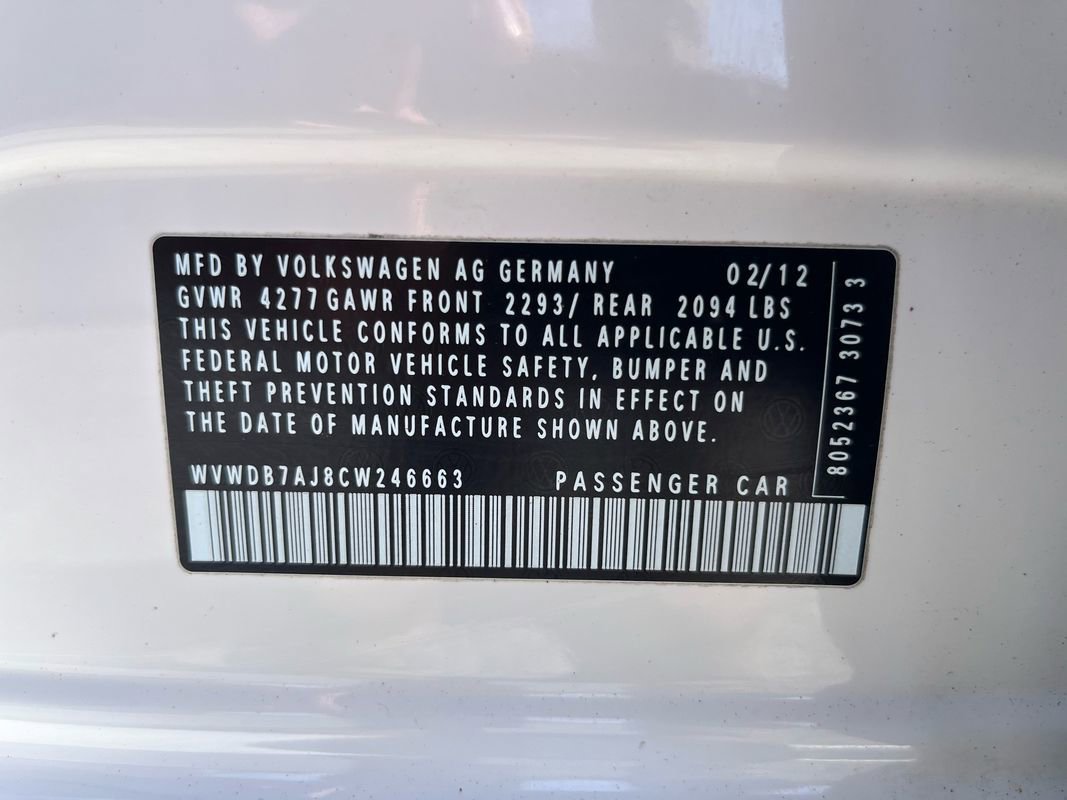 MFD BY VOLKSWAGEN AG GERMANY 02/12
GVWR 4277 GAWR FRONT 2293/ REAR 2094 LBS
THIS VEHICLE CONFORMS TO ALL APPLICABLE U.S.
FEDERAL MOTOR VEHICLE SAFETY, BUMPER AND
THEFT PREVENTION STANDARDS IN EFFECT ON
THE DATE OF MANUFACTURE SHOWN ABOVE.
WVWDB7AJ8CW246663 PASSENGER CAR
8052367 3073 3